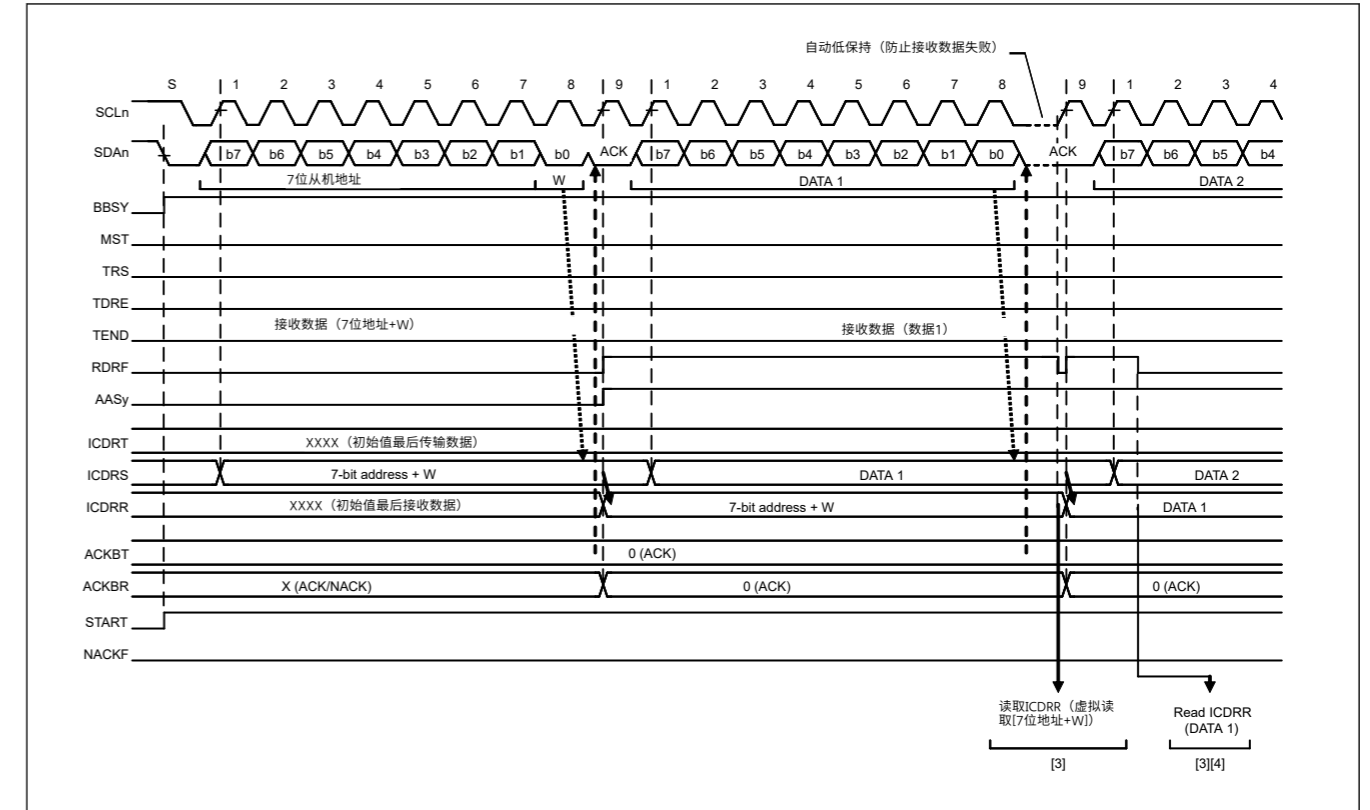 自动低保持（防止接收数据失败）
S 1 2 3 4 5 6 7 8 9 1 2 3 4 5 6 7 8 9 1 2 3 4
SCLn
SDAn b7 b6 b5 b4 b3 b2 b1 b0 ACK b7 b6 b5 b4 b3 b2 b1 b0 ACK b7 b6 b5 b4
7位从机地址 W DATA 1 DATA 2
BBSY
MST
TRS
TDRE
接收数据（7位地址+W） 接收数据（数据1）
TEND
RDRF
AASy
ICDRT XXXX（初始值最后传输数据）
ICDRS 7-bit address + W DATA 1 DATA 2
ICDRR XXXX（初始值最后接收数据） 7-bit address + W DATA 1
ACKBT 0 (ACK)
ACKBR X (ACK/NACK) 0 (ACK) 0 (ACK)
START
NACKF
读取ICDRR（虚拟读
取[7位地址+W]）
Read ICDRR
(DATA 1)
[3] [3][4]